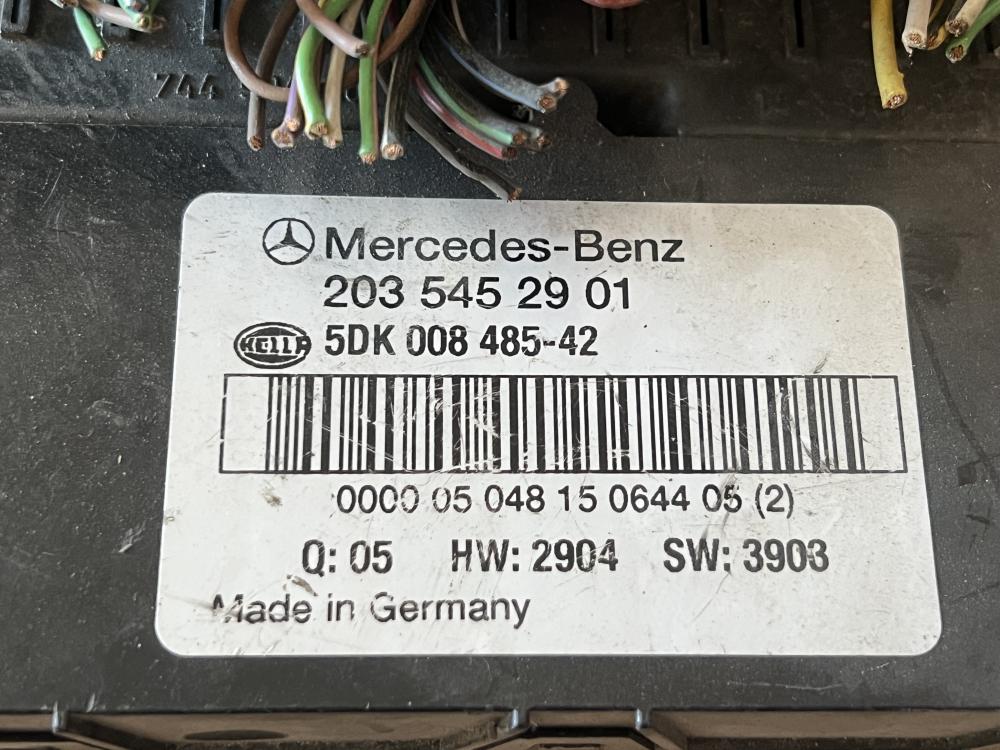 744
Mercedes-Benz
203 545 29 01
HELLA 5DK 008 485-42
0000 05 048 15 0644 05 (2)
Q: 05 HW: 2904 SW: 3903
Made in Germany